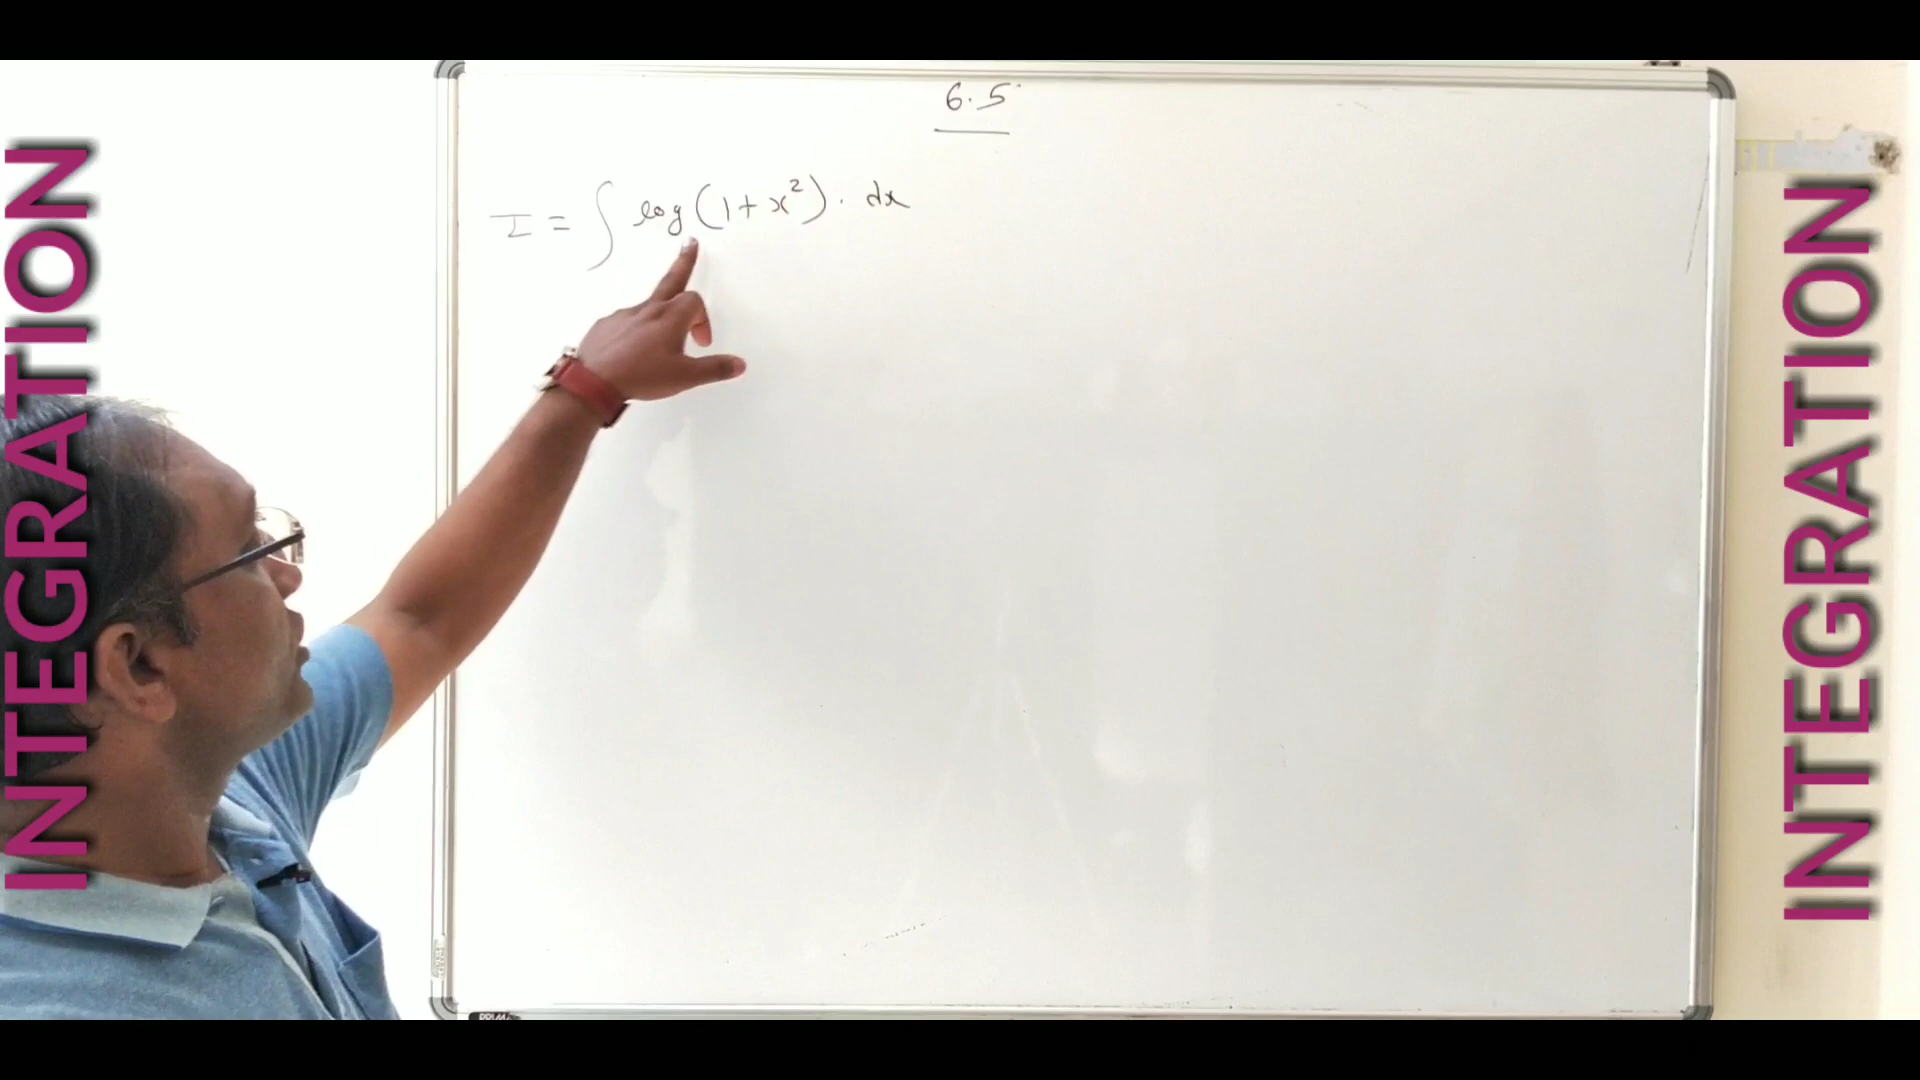 INTEGRATION
6.5
I = ∫ log(1+x²). dx
INTEGRATION